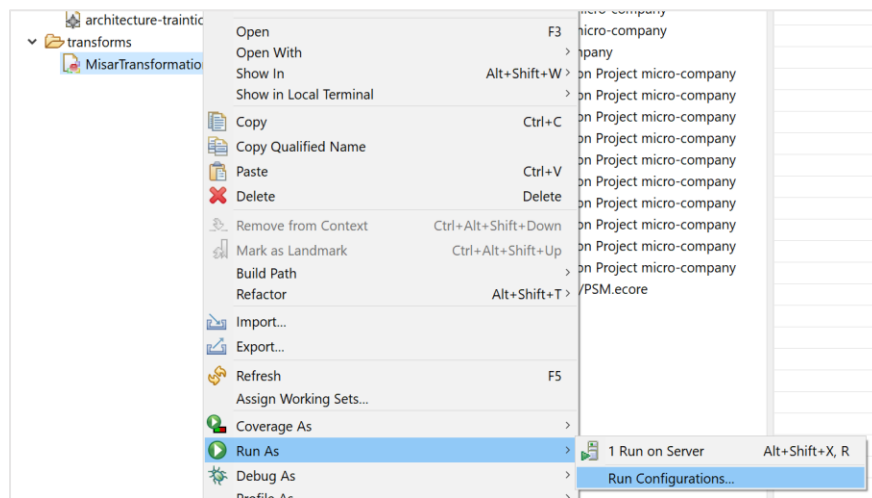 architecture-traintic
transforms
MisarTransformatio
Open F3
Open With
Show In Alt+Shift+W
Show in Local Terminal
Copy Ctrl+C
Copy Qualified Name
Paste Ctrl+V
Delete Delete
Remove from Context Ctrl+Alt+Shift+Down
Mark as Landmark Ctrl+Alt+Shift+Up
Build Path
Refactor Alt+Shift+T
Import...
Export...
Refresh F5
Assign Working Sets...
Coverage As
Run As
Debug As
Profile As
micro-company
micro-company
npany
on Project micro-company
on Project micro-company
on Project micro-company
on Project micro-company
on Project micro-company
on Project micro-company
on Project micro-company
on Project micro-company
on Project micro-company
on Project micro-company
/PSM.ecore
1 Run on Server Alt+Shift+X, R
Run Configurations...